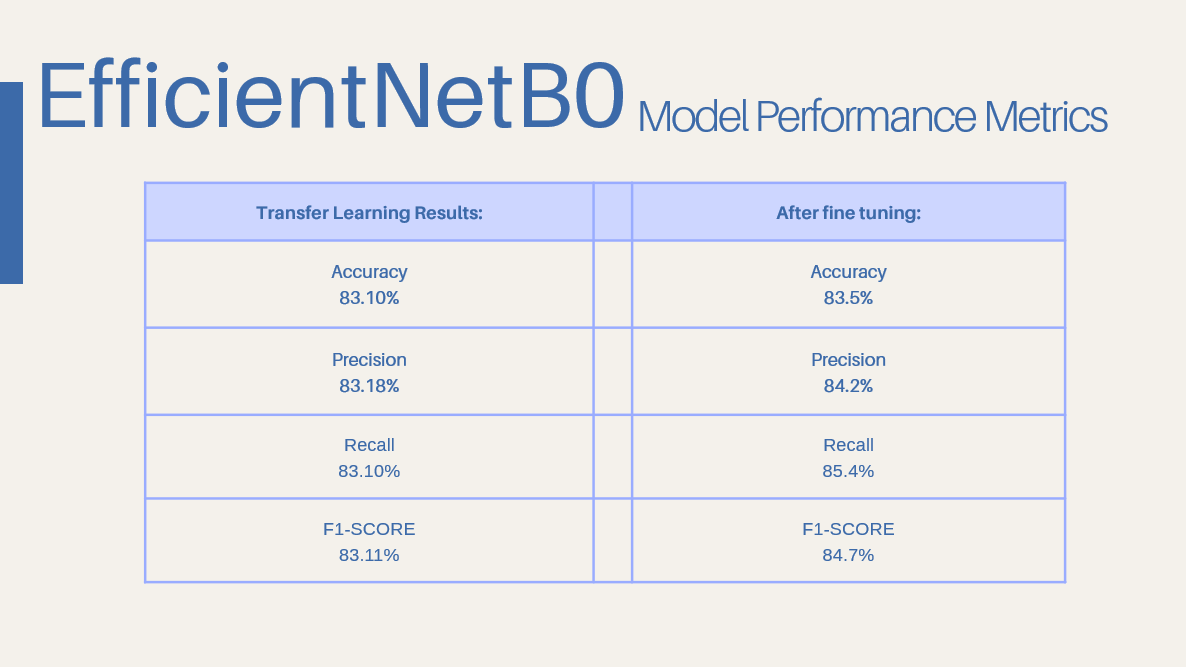 EfficientNetB0 Model Performance Metrics
Transfer Learning Results: After fine tuning:
Accuracy Accuracy
83.10% 83.5%
Precision Precision
83.18% 84.2%
Recall Recall
83.10% 85.4%
F1-SCORE F1-SCORE
83.11% 84.7%